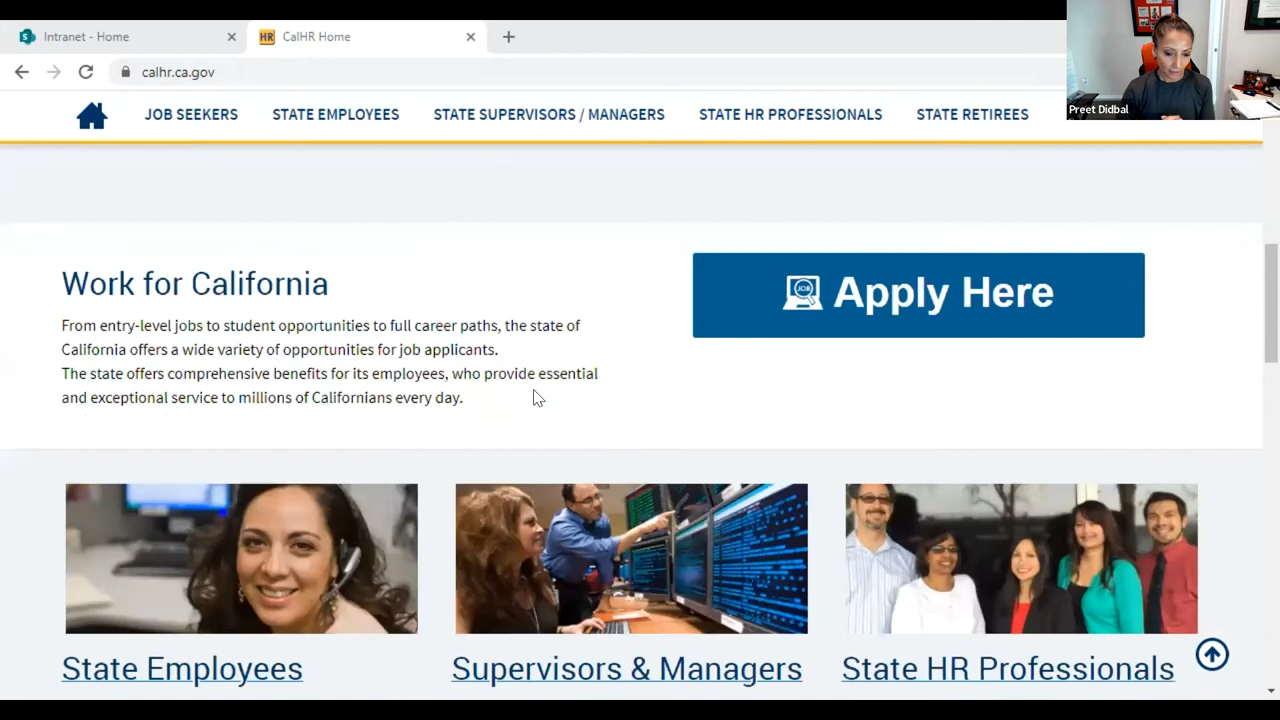 Intranet - Home
HR CalHR Home
calhr.ca.gov
Preet Didbal
JOB SEEKERS STATE EMPLOYEES STATE SUPERVISORS / MANAGERS STATE HR PROFESSIONALS STATE RETIREES
Work for California
JOB Apply Here
From entry-level jobs to student opportunities to full career paths, the state of
California offers a wide variety of opportunities for job applicants.
The state offers comprehensive benefits for its employees, who provide essential
and exceptional service to millions of Californians every day.
State Employees
Supervisors & Managers
State HR Professionals